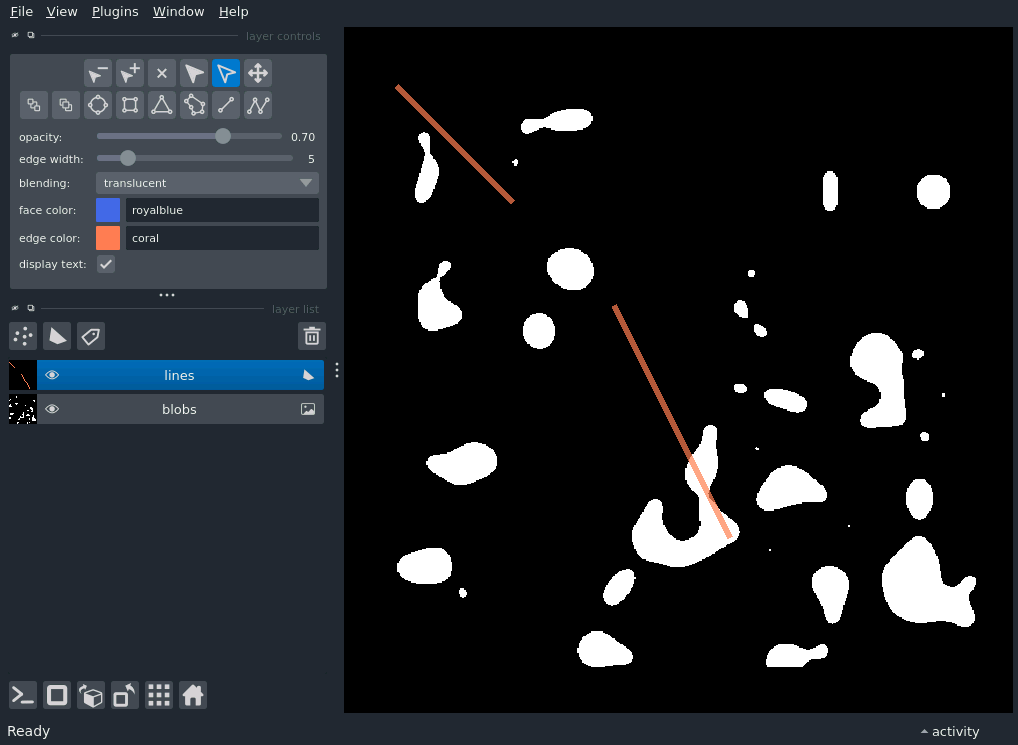 File View Plugins Window Help
layer controls
opacity: 0.70
edge width: 5
blending: translucent
face color: royalblue
edge color: coral
display text:
layer list
lines
blobs
Ready activity